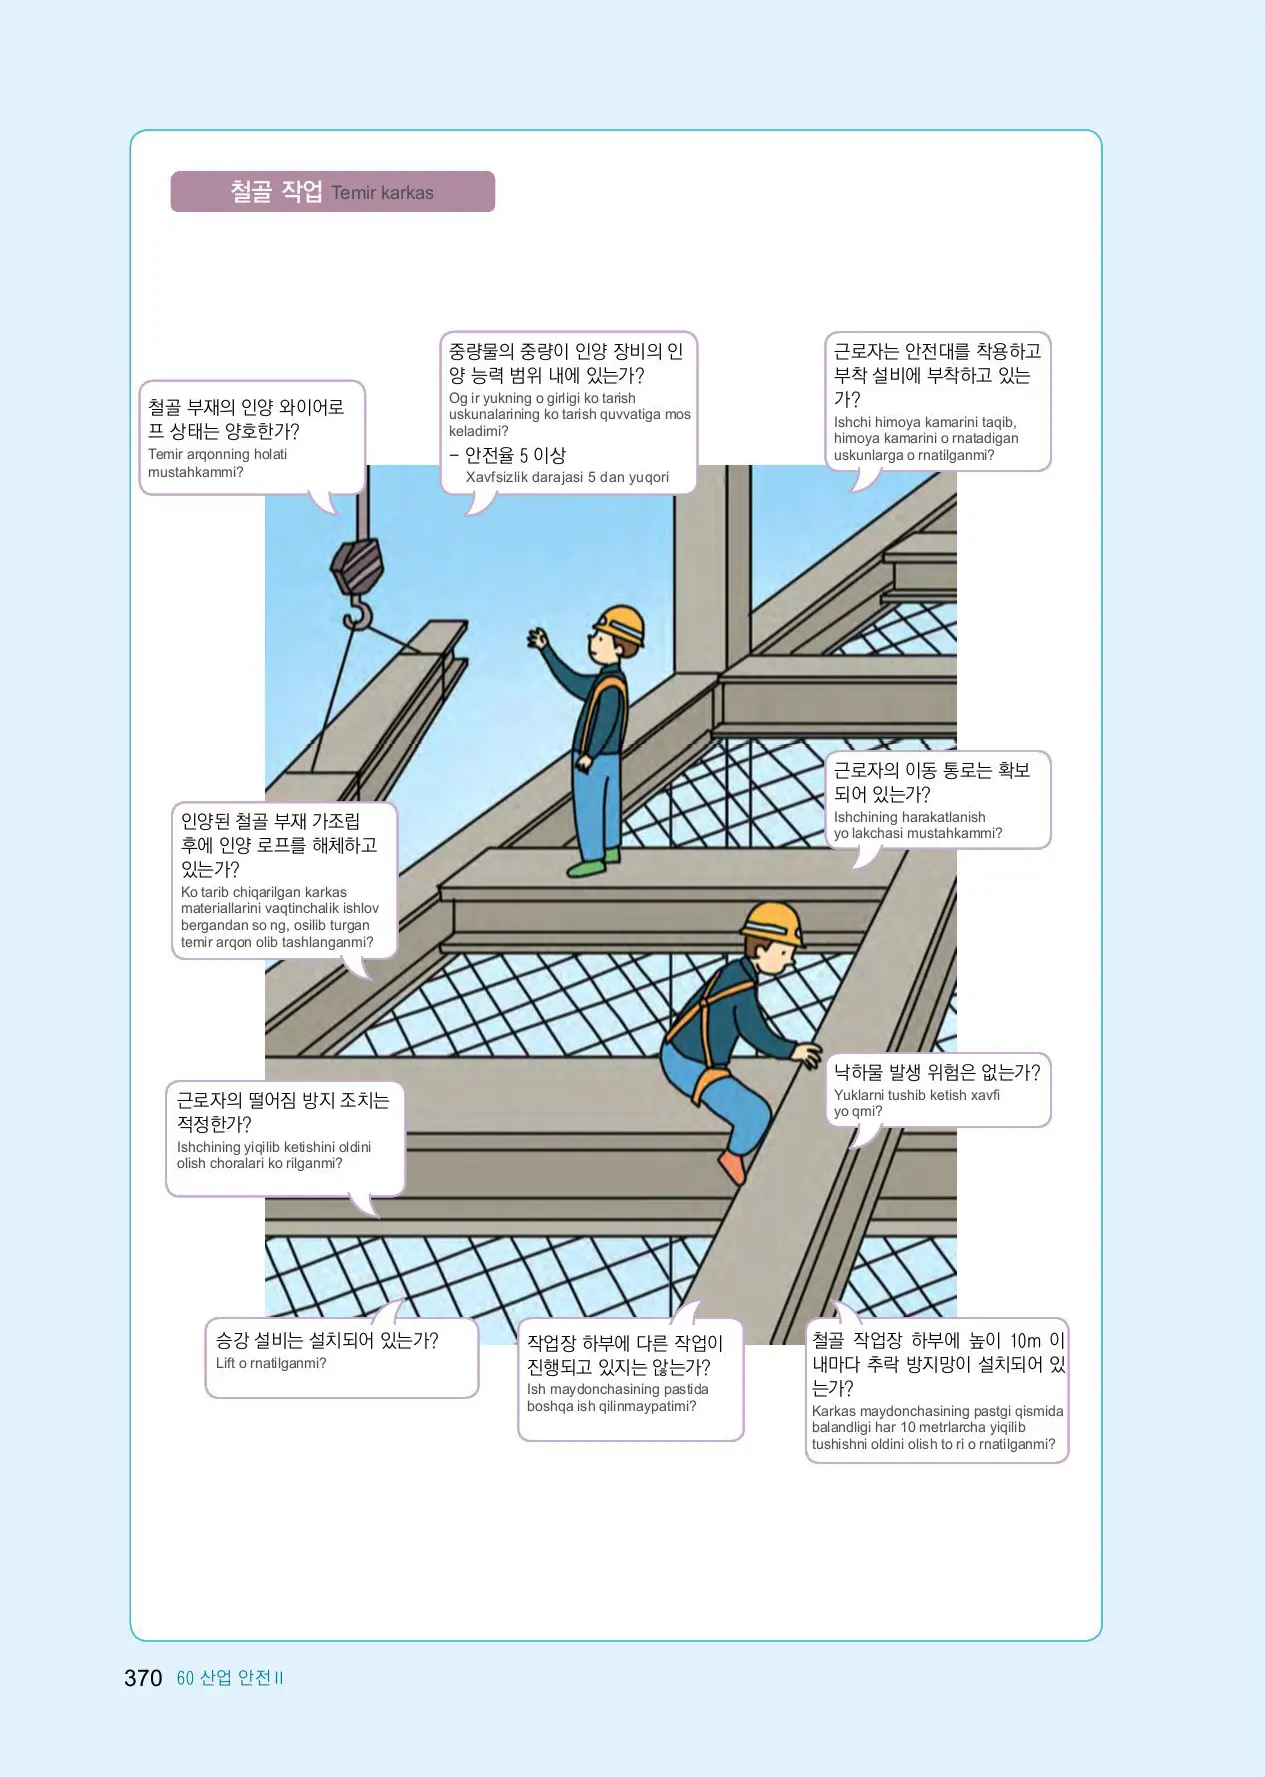 철골 작업 Temir karkas
철골 부재의 인양 와이어로
프 상태는 양호한가?
Temir arqonning holati
mustahkammi?
중량물의 중량이 인양 장비의 인
양 능력 범위 내에 있는가?
Og ir yukning o girligi ko tarish
uskunalarining ko tarish quvvatiga mos
keladimi?
- 안전율 5 이상
Xavfsizlik darajasi 5 dan yuqori
근로자는 안전대를 착용하고
부착 설비에 부착하고 있는
가?
Ishchi himoya kamarini taqib,
himoya kamarini o rnatadigan
uskunlarga o rnatilganmi?
근로자의 이동 통로는 확보
되어 있는가?
Ishchining harakatlanish
yo lakchasi mustahkammi?
인양된 철골 부재 가조립
후에 인양 로프를 해체하고
있는가?
Ko tarib chiqarilgan karkas
materiallarini vaqtinchalik ishlov
bergandan so ng, osilib turgan
temir arqon olib tashlanganmi?
낙하물 발생 위험은 없는가?
Yuklarni tushib ketish xavfi
yo qmi?
근로자의 떨어짐 방지 조치는
적정한가?
Ishchining yiqilib ketishini oldini
olish choralari ko rilganmi?
승강 설비는 설치되어 있는가?
Lift o rnatilganmi?
작업장 하부에 다른 작업이
진행되고 있지는 않는가?
Ish maydonchasining pastida
boshqa ish qilinmaypatimi?
철골 작업장 하부에 높이 10m 이
내마다 추락 방지망이 설치되어 있
는가?
Karkas maydonchasining pastgi qismida
balandligi har 10 metrlarcha yiqilib
tushishni oldini olish to ri o rnatilganmi?
370 60 산업 안전Ⅱ